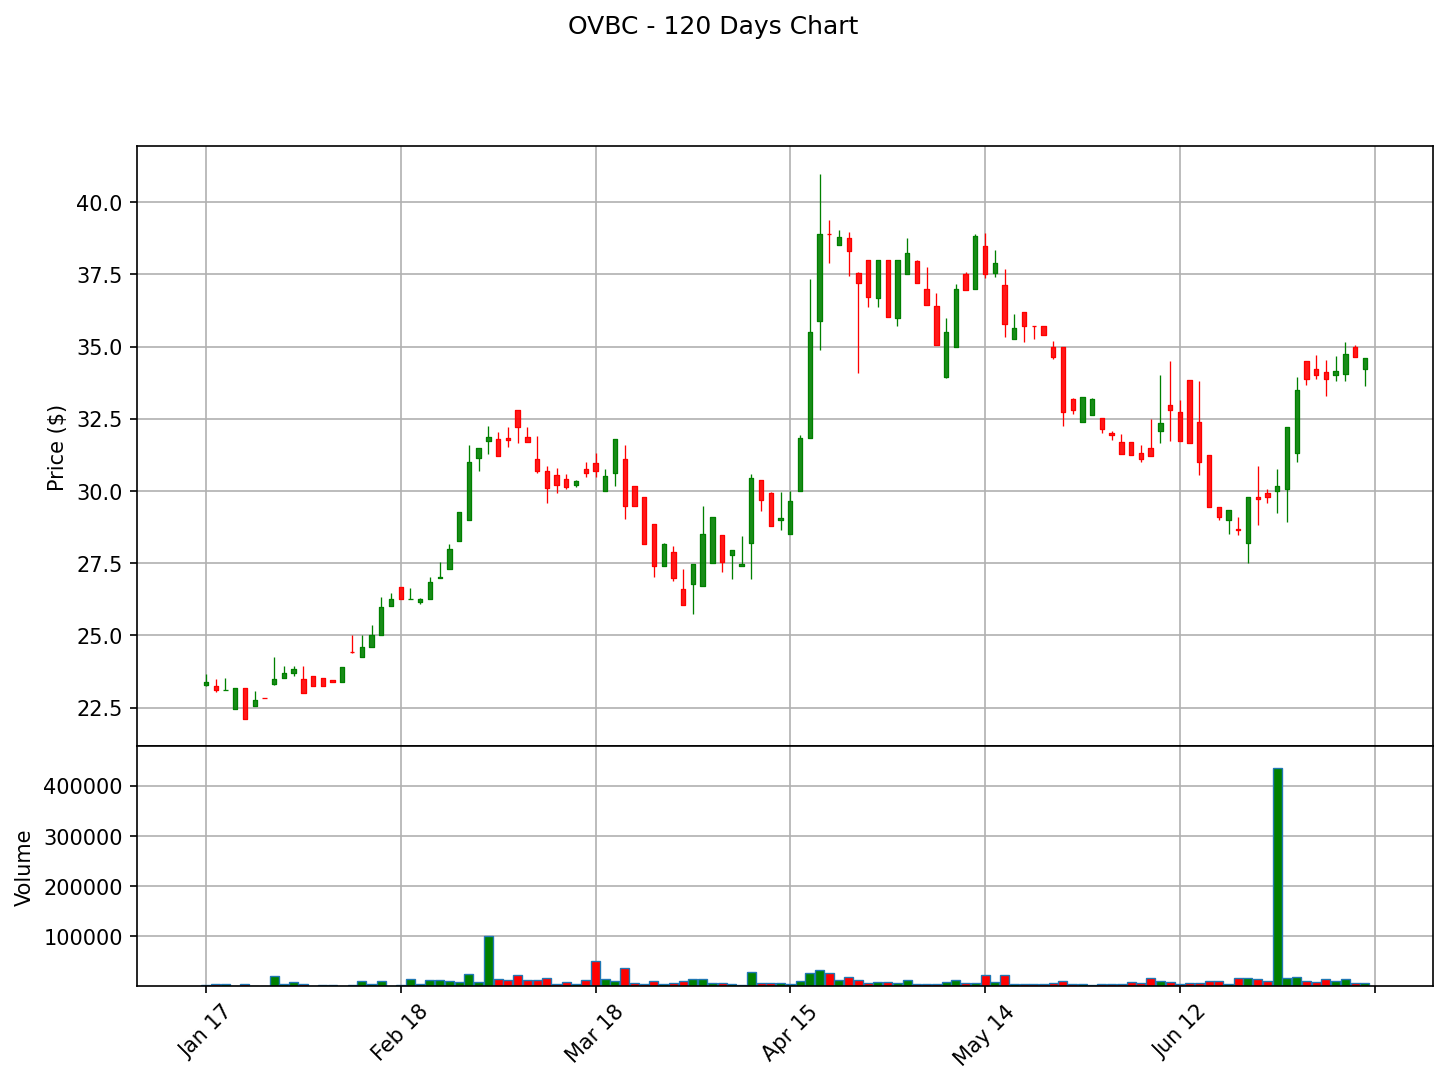 OVBC - 120 Days Chart
Price ($)
40.0
37.5
35.0
32.5
30.0
27.5
25.0
22.5
Volume
400000
300000
200000
100000
Jan 17
Feb 18
Mar 18
Apr 15
May 14
Jun 12